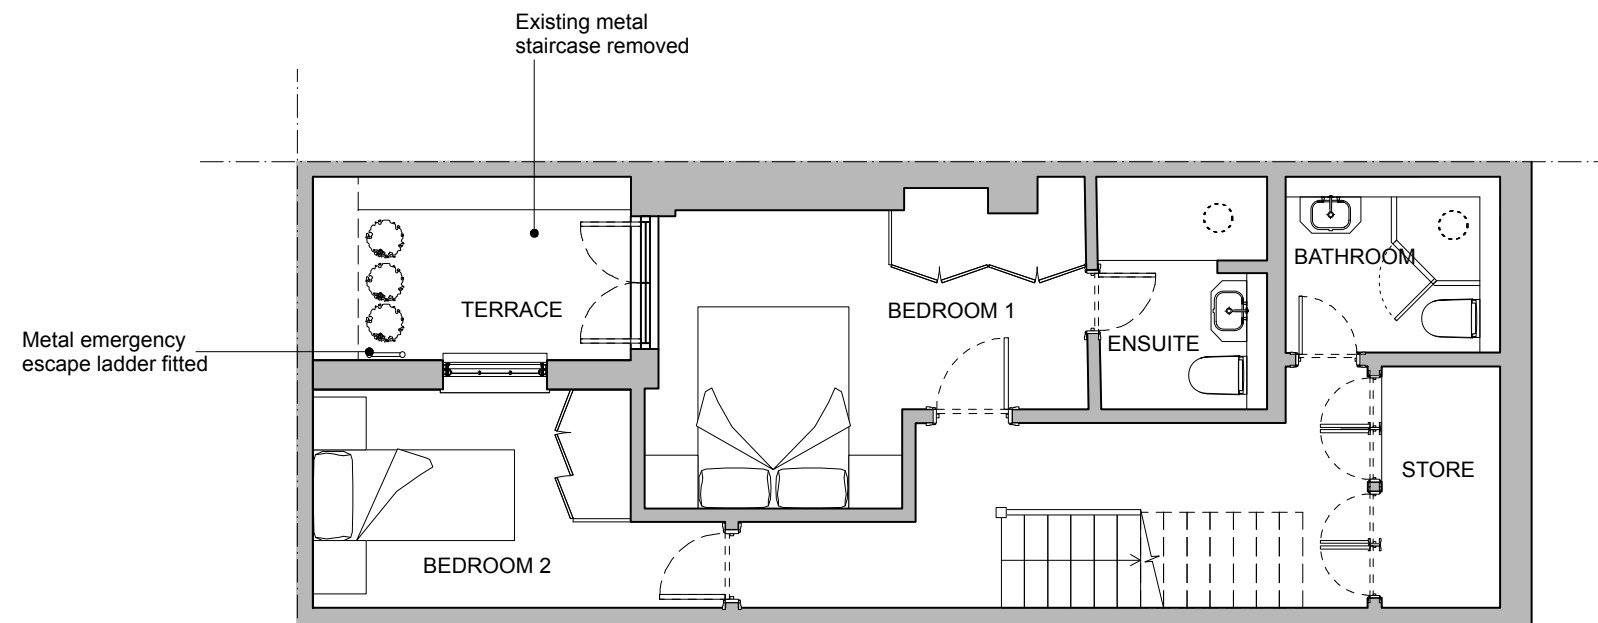 Existing metal
staircase removed
BATHROOM
TERRACE
BEDROOM 1
Metal emergency
escape ladder fitted
ENSUITE
STORE
BEDROOM 2